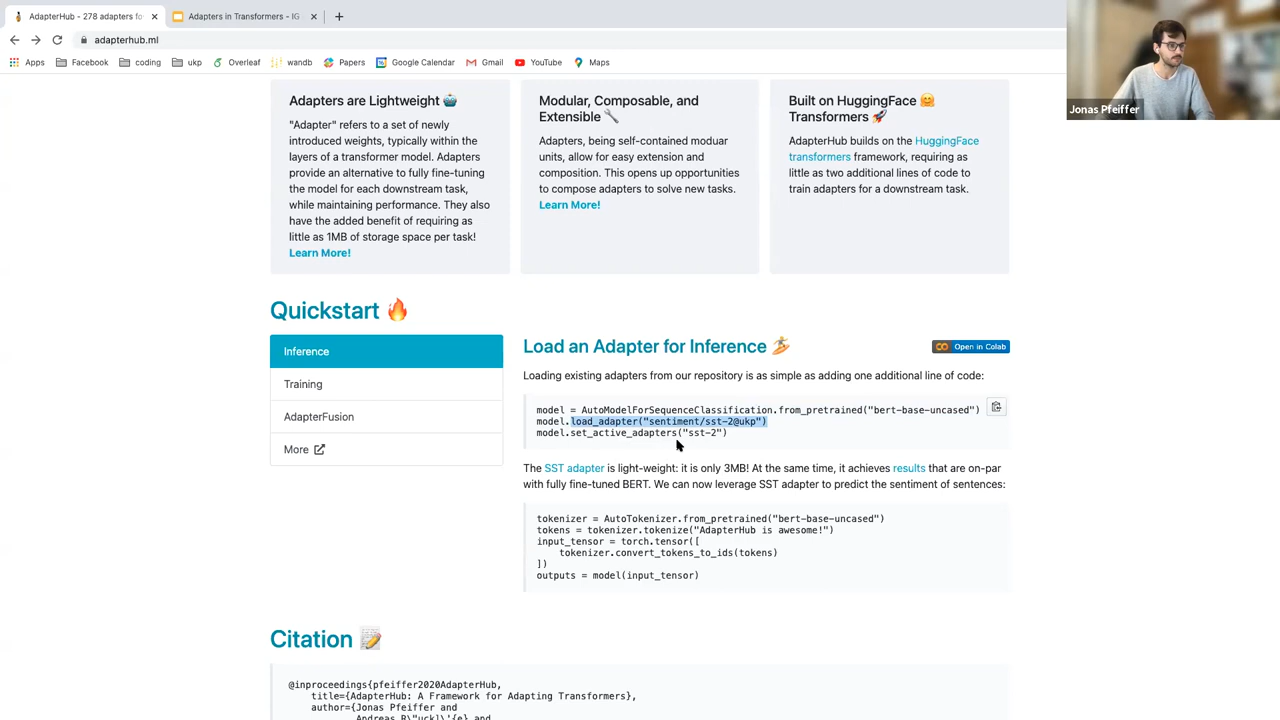 AdapterHub - 278 adapters fo
Adapters in Transformers - IG
adapterhub.ml
Apps
Facebook
coding
ukp
Overleaf
wandb
Papers
Google Calendar
Gmail
YouTube
Maps
Jonas Pfeiffer
Adapters are Lightweight 🤖
"Adapter" refers to a set of newly
introduced weights, typically within the
layers of a transformer model. Adapters
provide an alternative to fully fine-tuning
the model for each downstream task,
while maintaining performance. They also
have the added benefit of requiring as
little as 1MB of storage space per task!
Learn More!
Modular, Composable, and
Extensible 🔧
Adapters, being self-contained moduar
units, allow for easy extension and
composition. This opens up opportunities
to compose adapters to solve new tasks.
Learn More!
Built on HuggingFace 🤗
Transformers 🚀
AdapterHub builds on the HuggingFace
transformers framework, requiring as
little as two additional lines of code to
train adapters for a downstream task.
Quickstart 🔥
Inference
Training
AdapterFusion
More
Load an Adapter for Inference 🏄
Open in Colab
Loading existing adapters from our repository is as simple as adding one additional line of code:
model = AutoModelForSequenceClassification.from_pretrained("bert-base-uncased")
model.load_adapter("sentiment/sst-2@ukp")
model.set_active_adapters("sst-2")
The SST adapter is light-weight: it is only 3MB! At the same time, it achieves results that are on-par
with fully fine-tuned BERT. We can now leverage SST adapter to predict the sentiment of sentences:
tokenizer = AutoTokenizer.from_pretrained("bert-base-uncased")
tokens = tokenizer.tokenize("AdapterHub is awesome!")
input_tensor = torch.tensor([
    tokenizer.convert_tokens_to_ids(tokens)
])
outputs = model(input_tensor)
Citation 📝
@inproceedings{pfeiffer2020AdapterHub,
    title={AdapterHub: A Framework for Adapting Transformers},
    author={Jonas Pfeiffer and
            Andreas R\"uckl\'{e} and